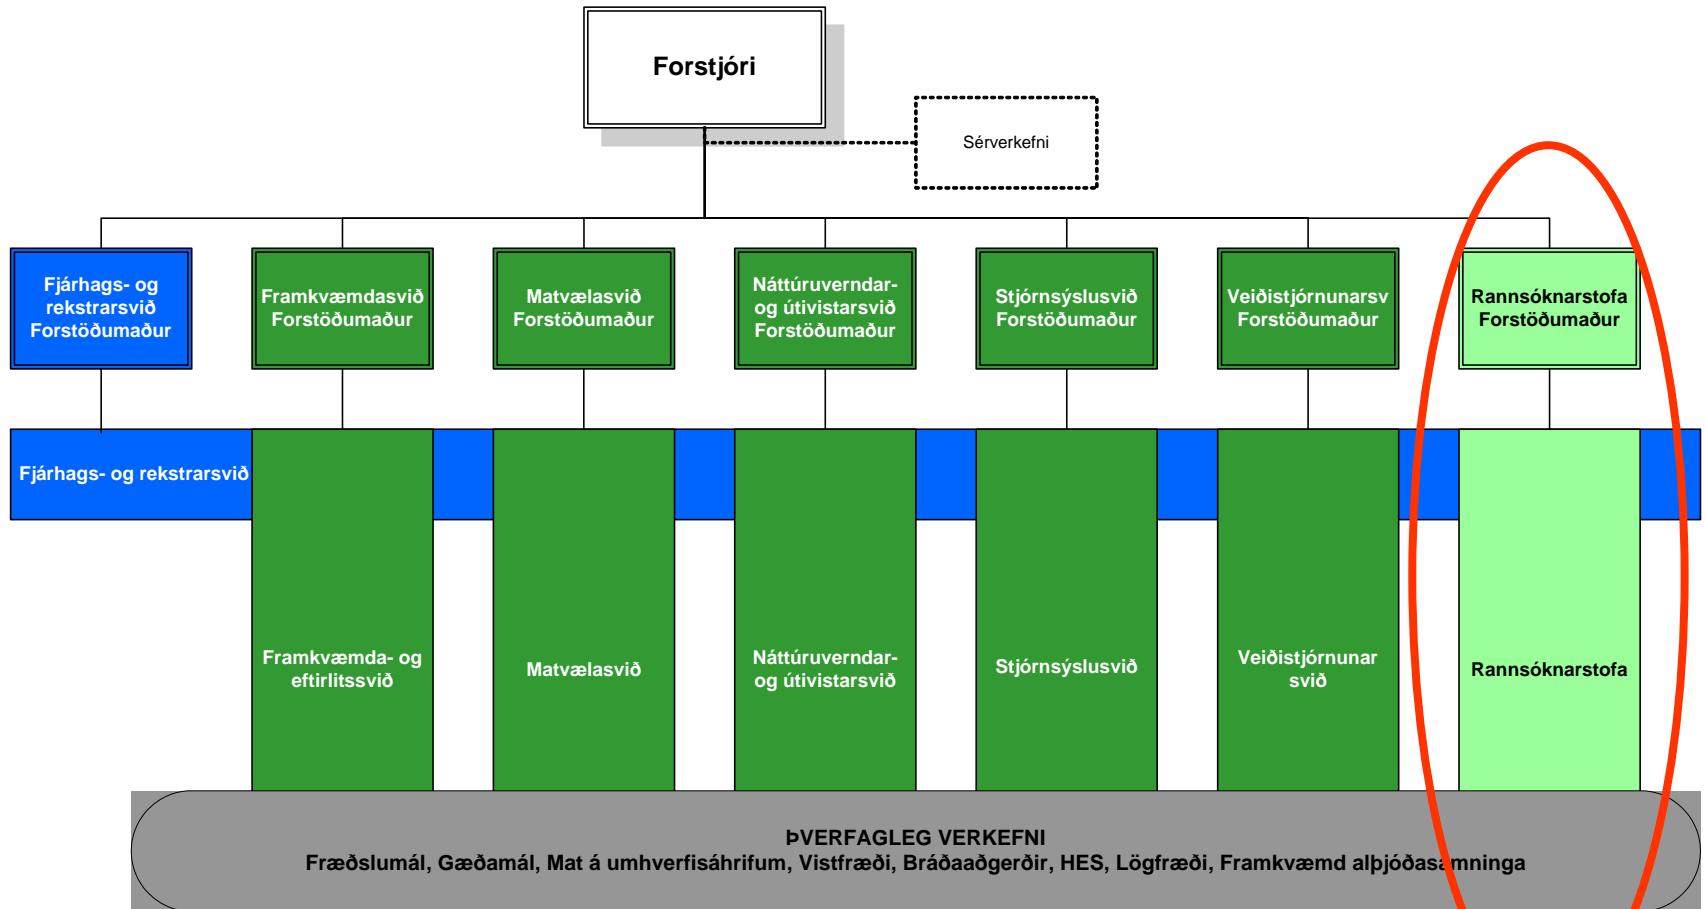 Forstjóri
Sérverkefni
Fjárhags- og
rekstrarsvið
Forstöðumaður
Framkvæmdasvið
Forstöðumaður
Matvælasvið
Forstöðumaður
Náttúruverndar-
og útivistarsvið
Forstöðumaður
Stjórnsýslusvið
Forstöðumaður
Veiðistjórnunarsv
Forstöðumaður
Rannsóknarstofa
Forstöðumaður
Fjárhags- og rekstrarsvið
Framkvæmda- og
eftirlitssvið
Matvælasvið
Náttúruverndar-
og útivistarsvið
Stjórnsýslusvið
Veiðistjórnunar
svið
Rannsóknarstofa
ÞVERFAGLEG VERKEFNI
Fræðslumál, Gæðamál, Mat á umhverfisáhrifum, Vistfræði, Bráðaaðgerðir, HES, Lögfræði, Framkvæmd alþjóðasamninga